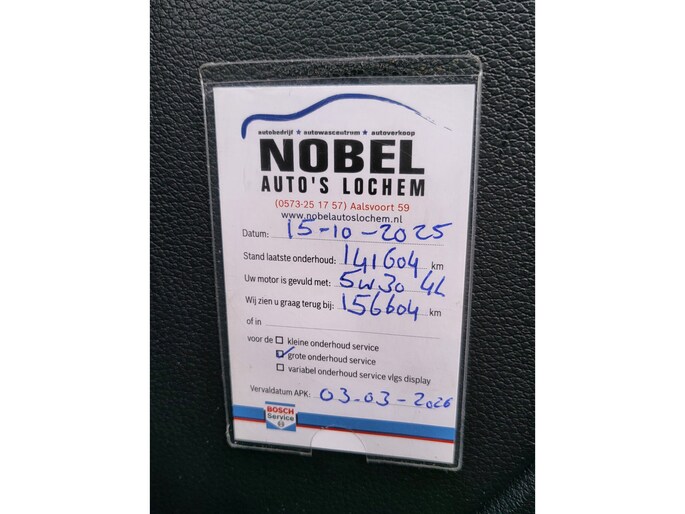 autobedrijf ★ autowascentrum ★ autoverkoop
NOBEL
AUTO'S LOCHEM
(0573-25 17 57) Aalsvoort 59
www.nobelautoslochem.nl
Datum: 15-10-2025
Stand laatste onderhoud: 141604 km
Uw motor is gevuld met: 5w30 4L
Wij zien u graag terug bij: 156604 km
of in
voor de ☐ kleine onderhoud service
☑ grote onderhoud service
☐ variabel onderhoud service vlgs display
Vervaldatum APK: 03-03-2026
BOSCH
Service